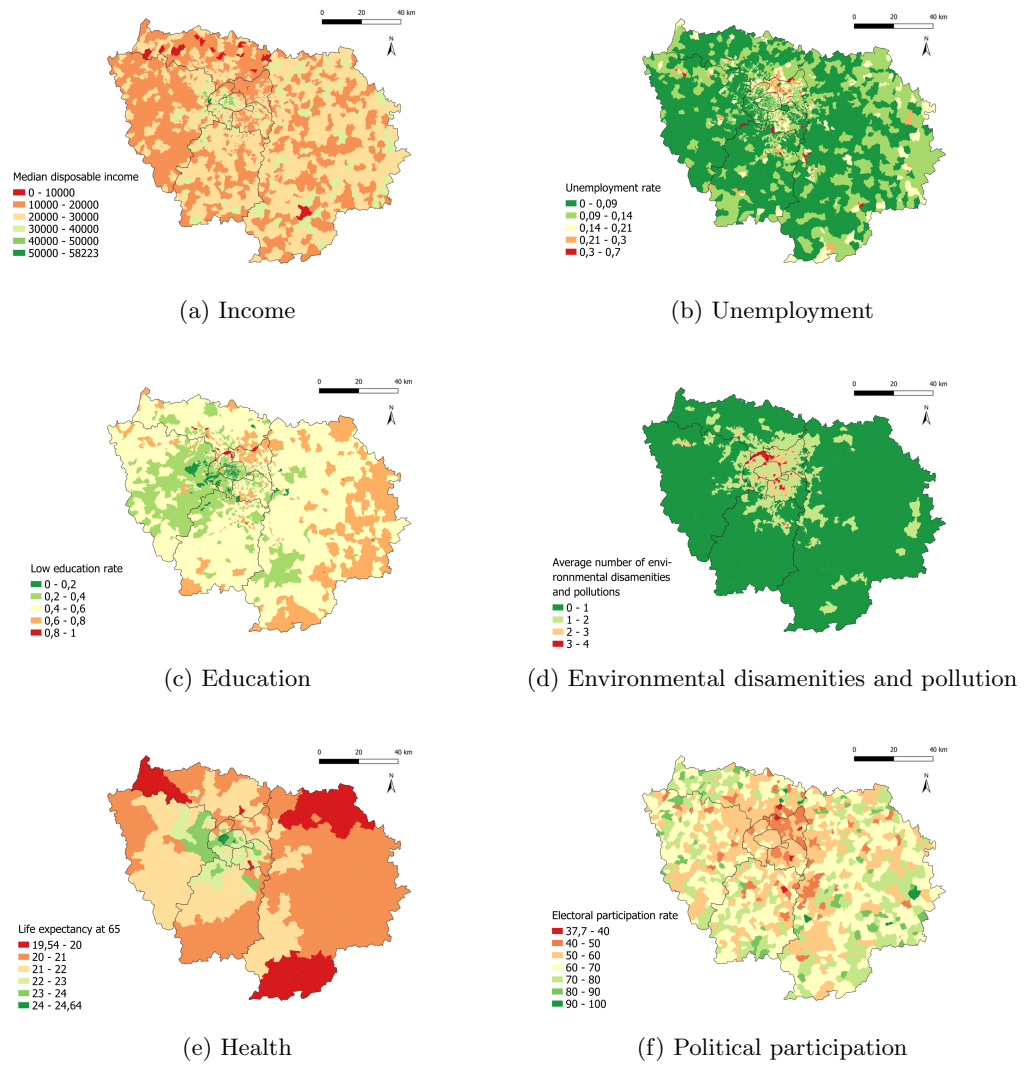 0 20 40 km
N
Median disposable income
0 - 10000
10000 - 20000
20000 - 30000
30000 - 40000
40000 - 50000
50000 - 58223
(a) Income
0 20 40 km
N
Unemployment rate
0 - 0,09
0,09 - 0,14
0,14 - 0,21
0,21 - 0,3
0,3 - 0,7
(b) Unemployment
0 20 40 km
N
Low education rate
0 - 0,2
0,2 - 0,4
0,4 - 0,6
0,6 - 0,8
0,8 - 1
(c) Education
0 20 40 km
N
Average number of envi-
ronnmental disamenities
and pollutions
0 - 1
1 - 2
2 - 3
3 - 4
(d) Environmental disamenities and pollution
0 20 40 km
N
Life expectancy at 65
19,54 - 20
20 - 21
21 - 22
22 - 23
23 - 24
24 - 24,64
(e) Health
0 20 40 km
N
Electoral participation rate
37,7 - 40
40 - 50
50 - 60
60 - 70
70 - 80
80 - 90
90 - 100
(f) Political participation